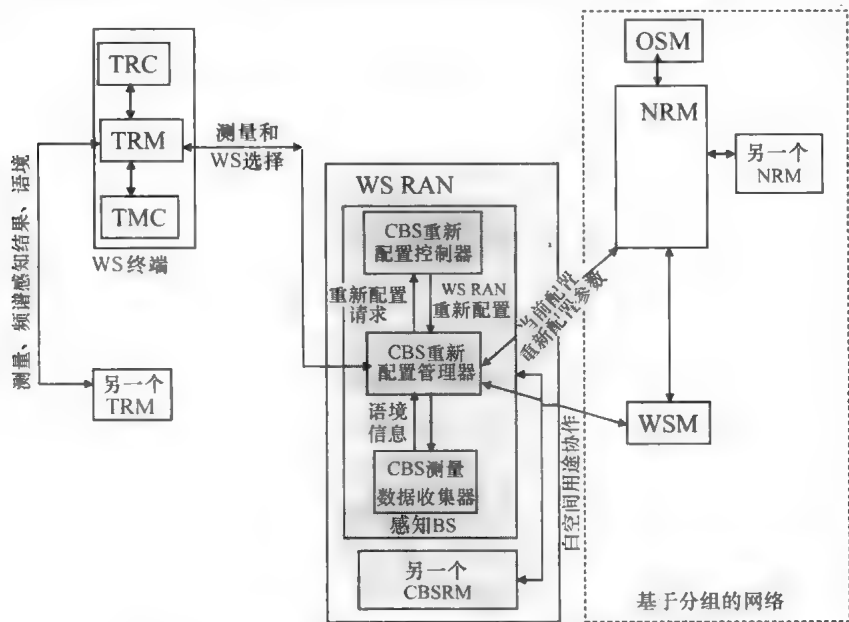 TRC
TRM
TMC
WS终端
测量和
WS选择
测量、频谱感知结果、语境
另一个
TRM
WS RAN
CBS重新
配置控制器
重新配置
请求
WS RAN
重新配置
CBS重新
配置管理器
语境
信息
CBS测量
数据收集器
感知BS
另一个
CBSRM
当前配置
重新配置参数
白空间用途协作
OSM
NRM
另一个
NRM
WSM
基于分组的网络